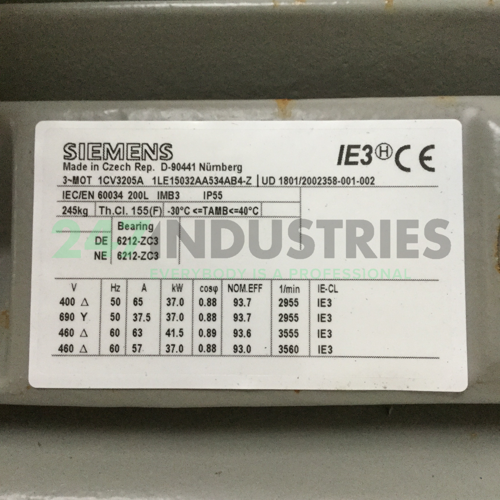 SIEMENS
IE3 H CE
Made in Czech Rep. D-90441 Nürnberg
3~MOT 1CV3205A 1LE15032AA534AB4-Z UD 1801/2002358-001-002
IEC/EN 60034 200L IMB3 IP55
245kg Th.Cl. 155(F) -30°C <=TAMB<=40°C
Bearing
DE 6212-ZC3
NE 6212-ZC3
24-7 INDUSTRIES
EVERYBODY IS A PERFORMER
V Hz A kW cosφ NOM.EFF 1/min IE-CL
400 Δ 50 65 37.0 0.88 93.7 2955 IE3
690 Y 50 37.5 37.0 0.88 93.7 2955 IE3
460 Δ 60 63 41.5 0.89 93.6 3555 IE3
460 Δ 60 57 37.0 0.88 93.0 3560 IE3